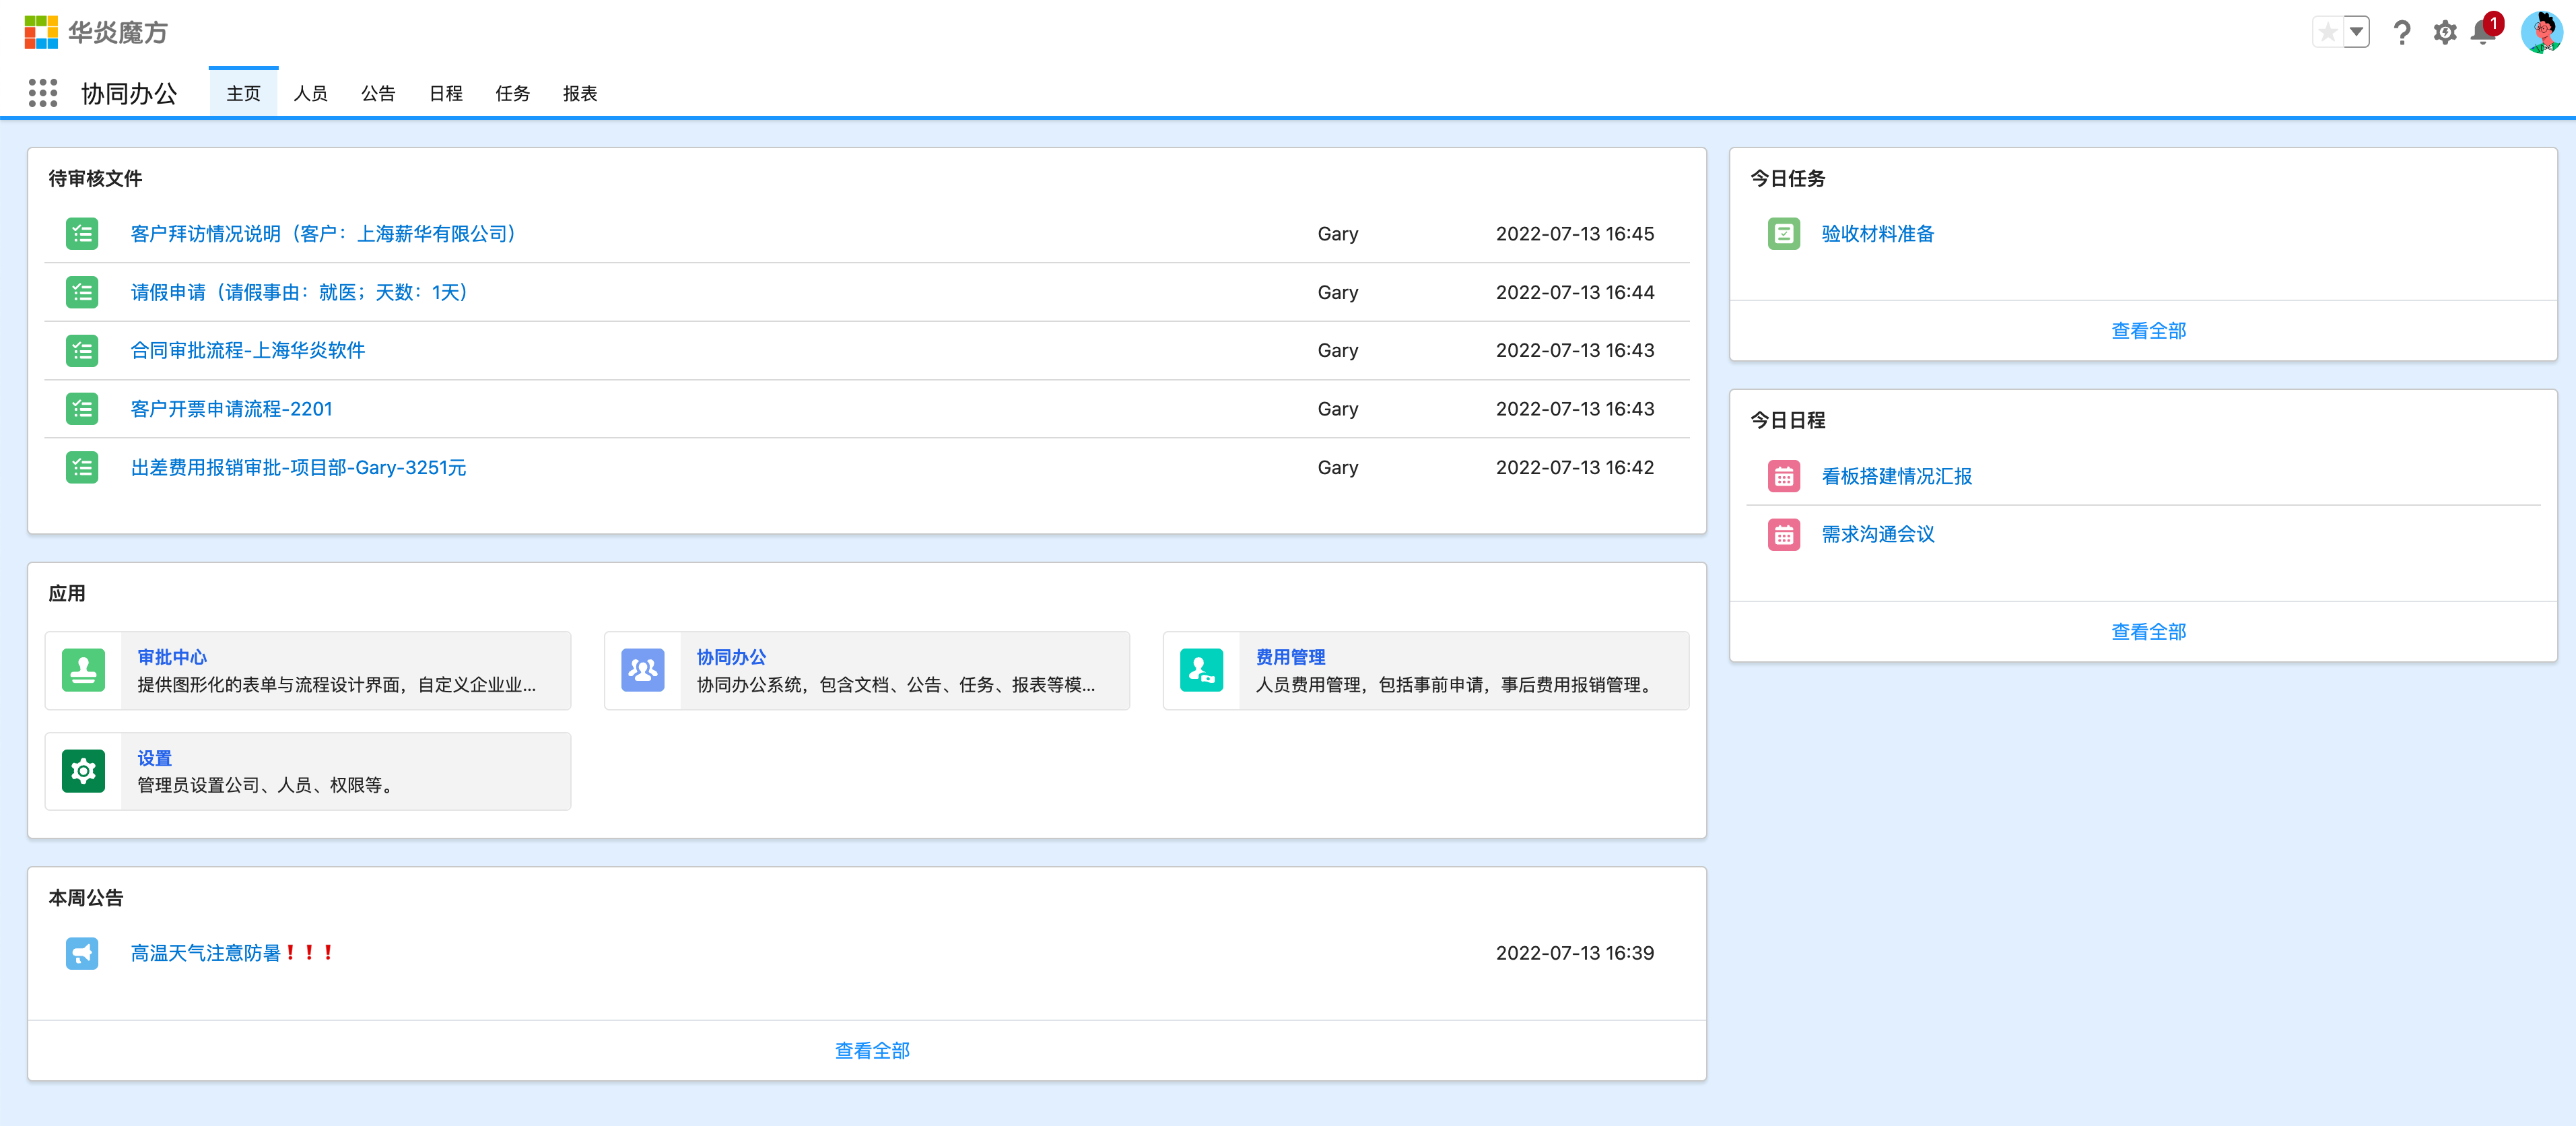 华炎魔方
1
协同办公 主页 人员 公告 日程 任务 报表
待审核文件
客户拜访情况说明（客户：上海薪华有限公司） Gary 2022-07-13 16:45
请假申请（请假事由：就医；天数：1天） Gary 2022-07-13 16:44
合同审批流程-上海华炎软件 Gary 2022-07-13 16:43
客户开票申请流程-2201 Gary 2022-07-13 16:43
出差费用报销审批-项目部-Gary-3251元 Gary 2022-07-13 16:42
应用
审批中心
提供图形化的表单与流程设计界面，自定义企业业...
协同办公
协同办公系统，包含文档、公告、任务、报表等模...
费用管理
人员费用管理，包括事前申请，事后费用报销管理。
设置
管理员设置公司、人员、权限等。
本周公告
高温天气注意防暑❗❗❗ 2022-07-13 16:39
查看全部
今日任务
验收材料准备
查看全部
今日日程
看板搭建情况汇报
需求沟通会议
查看全部